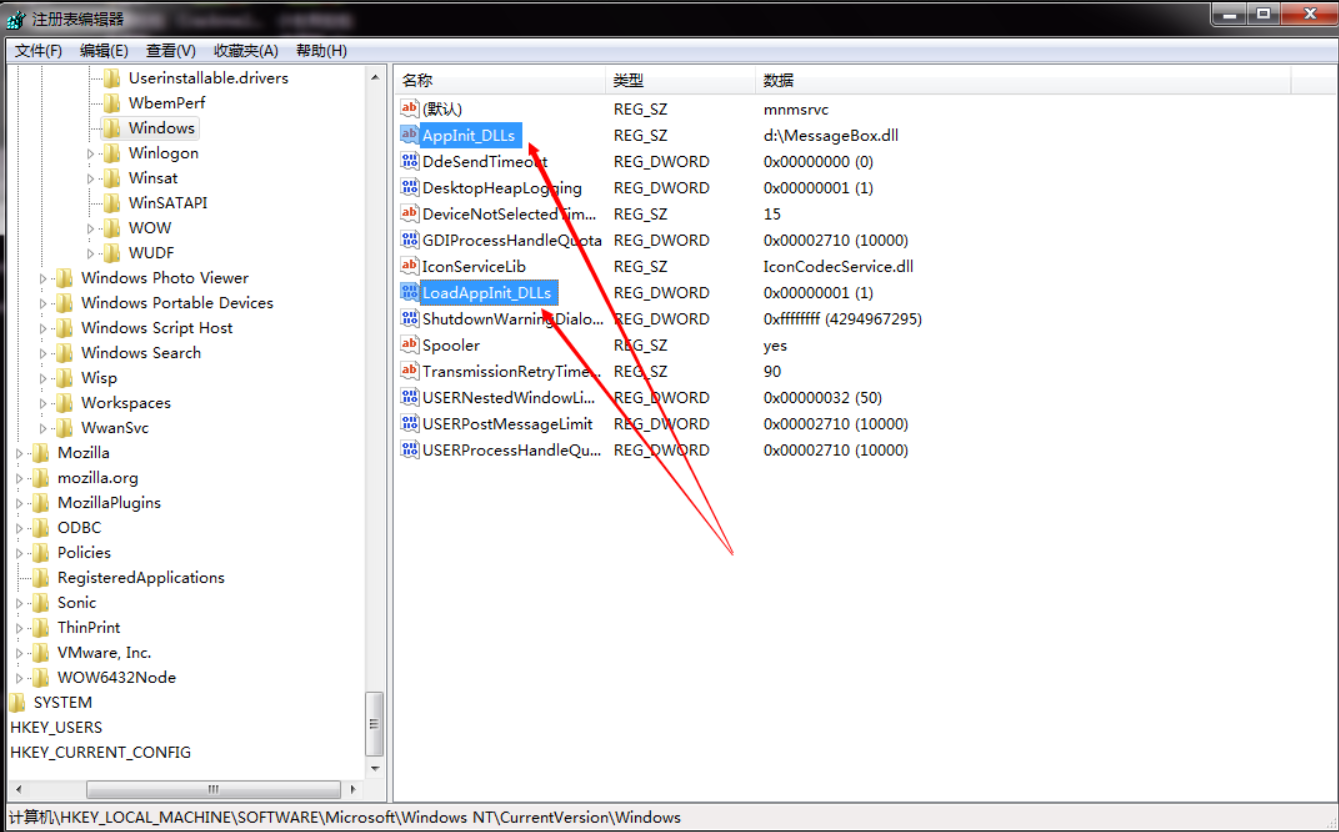 注册表编辑器
文件(F) 编辑(E) 查看(V) 收藏夹(A) 帮助(H)
Userinstallable.drivers
WbemPerf
Windows
Winlogon
Winsat
WinSATAPI
WOW
WUDF
Windows Photo Viewer
Windows Portable Devices
Windows Script Host
Windows Search
Wisp
Workspaces
WwanSvc
Mozilla
mozilla.org
MozillaPlugins
ODBC
Policies
RegisteredApplications
Sonic
ThinPrint
VMware, Inc.
WOW6432Node
SYSTEM
HKEY_USERS
HKEY_CURRENT_CONFIG
名称 类型 数据
(默认) REG_SZ mnmsrvc
AppInit_DLLs REG_SZ d:\MessageBox.dll
DdeSendTimeout REG_DWORD 0x00000000 (0)
DesktopHeapLogging REG_DWORD 0x00000001 (1)
DeviceNotSelectedTim... REG_SZ 15
GDIProcessHandleQuota REG_DWORD 0x00002710 (10000)
IconServiceLib REG_SZ IconCodecService.dll
LoadAppInit_DLLs REG_DWORD 0x00000001 (1)
ShutdownWarningDialo... REG_DWORD 0xffffffff (4294967295)
Spooler REG_SZ yes
TransmissionRetryTime... REG_SZ 90
USERNestedWindowLi... REG_DWORD 0x00000032 (50)
USERPostMessageLimit REG_DWORD 0x00002710 (10000)
USERProcessHandleQu... REG_DWORD 0x00002710 (10000)
计算机\HKEY_LOCAL_MACHINE\SOFTWARE\Microsoft\Windows NT\CurrentVersion\Windows